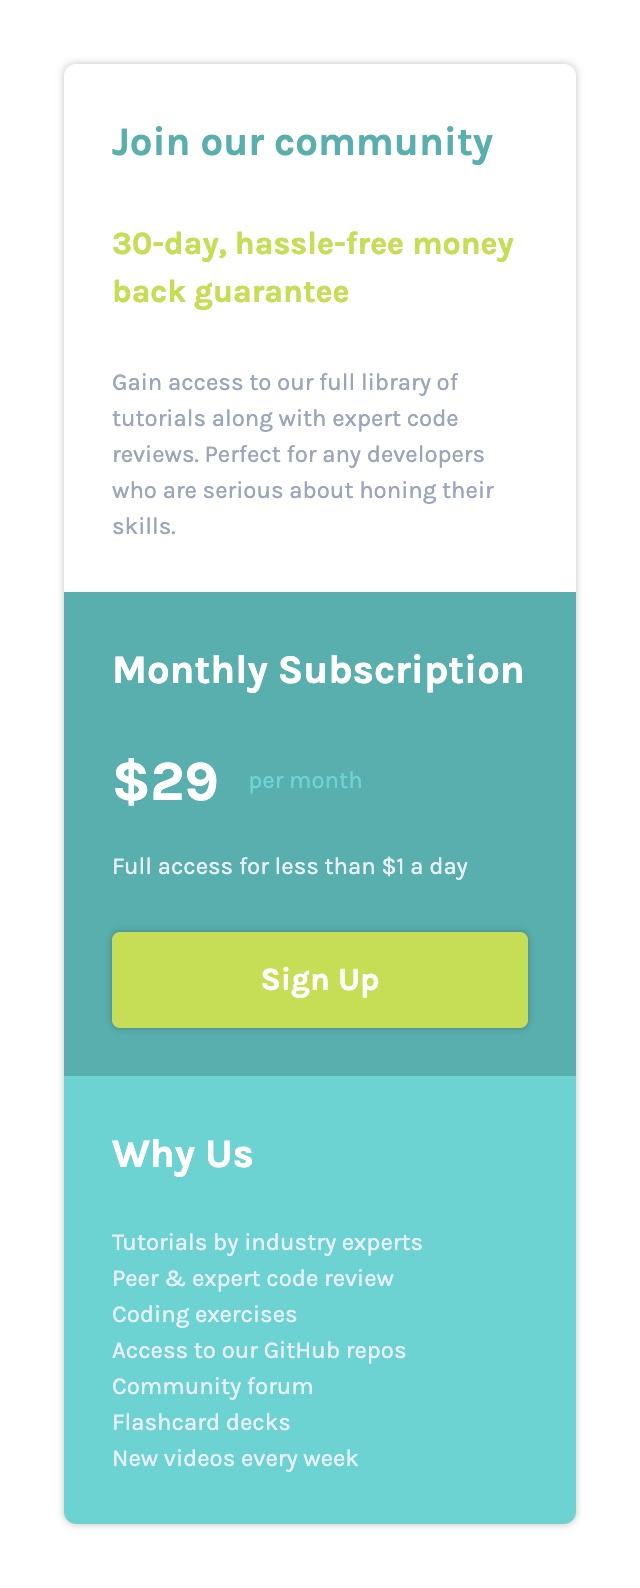 Join our community
30-day, hassle-free money
back guarantee
Gain access to our full library of
tutorials along with expert code
reviews. Perfect for any developers
who are serious about honing their
skills.
Monthly Subscription
$29 per month
Full access for less than $1 a day
Sign Up
Why Us
Tutorials by industry experts
Peer & expert code review
Coding exercises
Access to our GitHub repos
Community forum
Flashcard decks
New videos every week